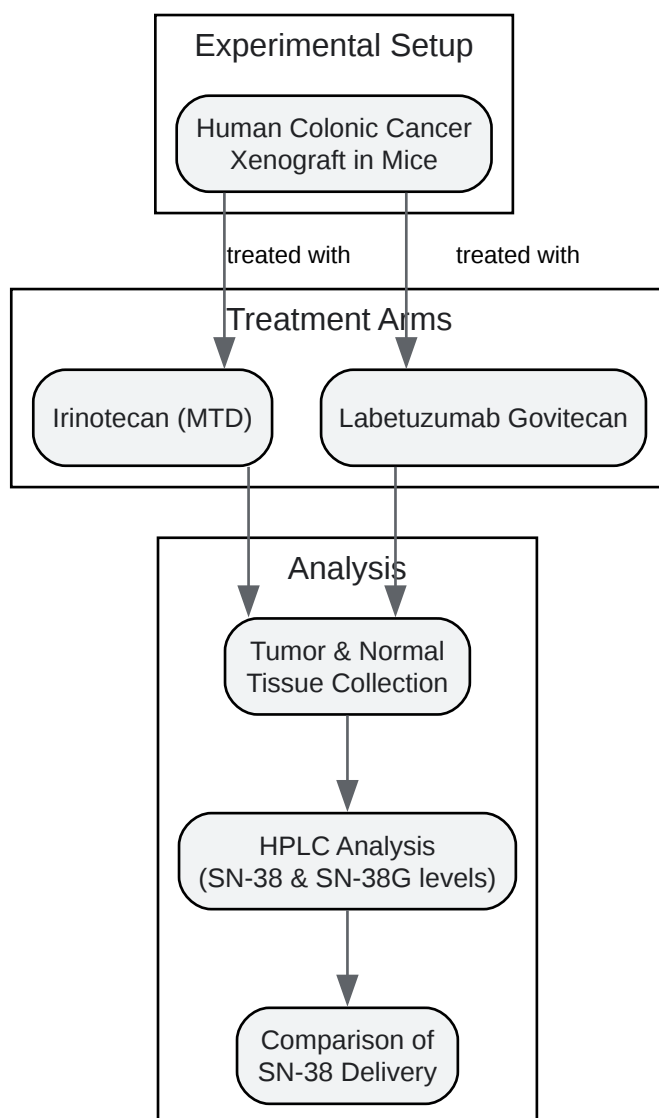 Experimental Setup
Human Colonic Cancer
Xenograft in Mice
treated with
treated with
Treatment Arms
Irinotecan (MTD)
Labetuzumab Govitecan
Analysis
Tumor & Normal
Tissue Collection
HPLC Analysis
(SN-38 & SN-38G levels)
Comparison of
SN-38 Delivery